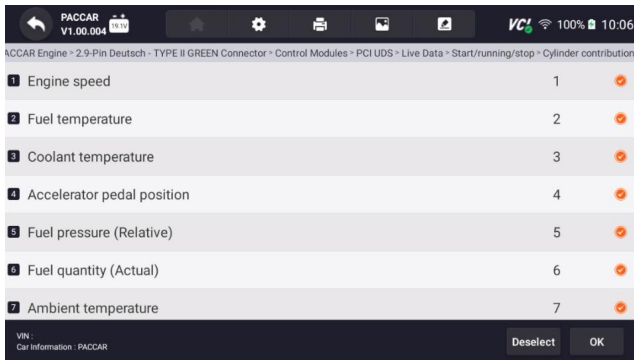 PACCAR
V1.00.004
19.1V
VC!
100%
10:06
ACCAR Engine > 2.9-Pin Deutsch - TYPE II GREEN Connector > Control Modules > PCI UDS > Live Data > Start/running/stop > Cylinder contribution
1 Engine speed 1
2 Fuel temperature 2
3 Coolant temperature 3
4 Accelerator pedal position 4
5 Fuel pressure (Relative) 5
6 Fuel quantity (Actual) 6
7 Ambient temperature 7
VIN :
Car Information : PACCAR
Deselect
OK